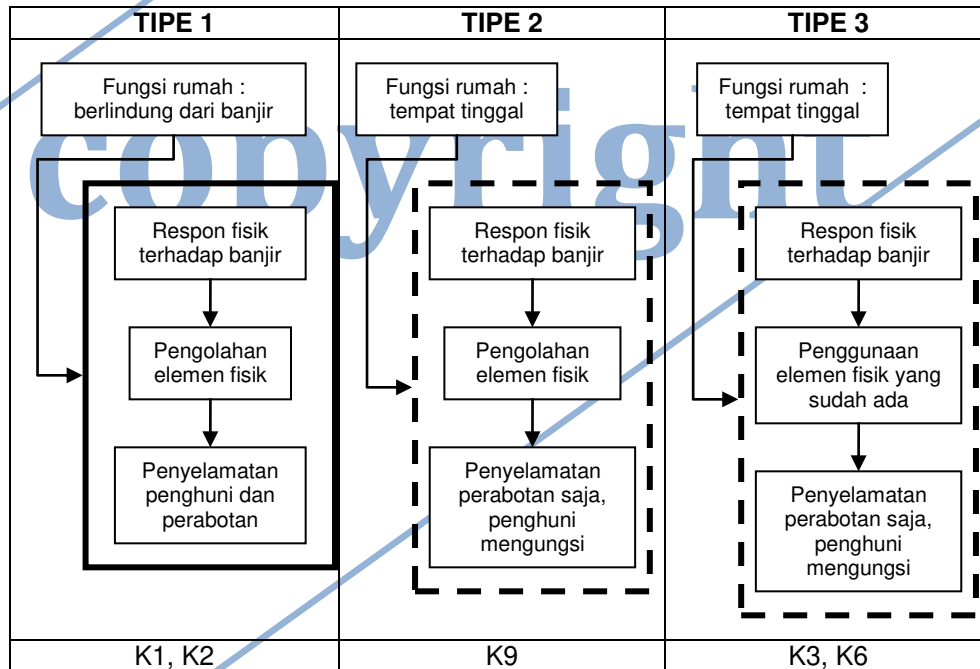 TIPE 1
TIPE 2
TIPE 3
Fungsi rumah :
berlindung dari banjir
Respon fisik
terhadap banjir
Pengolahan
elemen fisik
Penyelamatan
penghuni dan
perabotan
Fungsi rumah :
tempat tinggal
Respon fisik
terhadap banjir
Pengolahan
elemen fisik
Penyelamatan
perabotan saja,
penghuni
mengungsi
Fungsi rumah :
tempat tinggal
Respon fisik
terhadap banjir
Penggunaan
elemen fisik yang
sudah ada
Penyelamatan
perabotan saja,
penghuni
mengungsi
K1, K2
K9
K3, K6
copyright